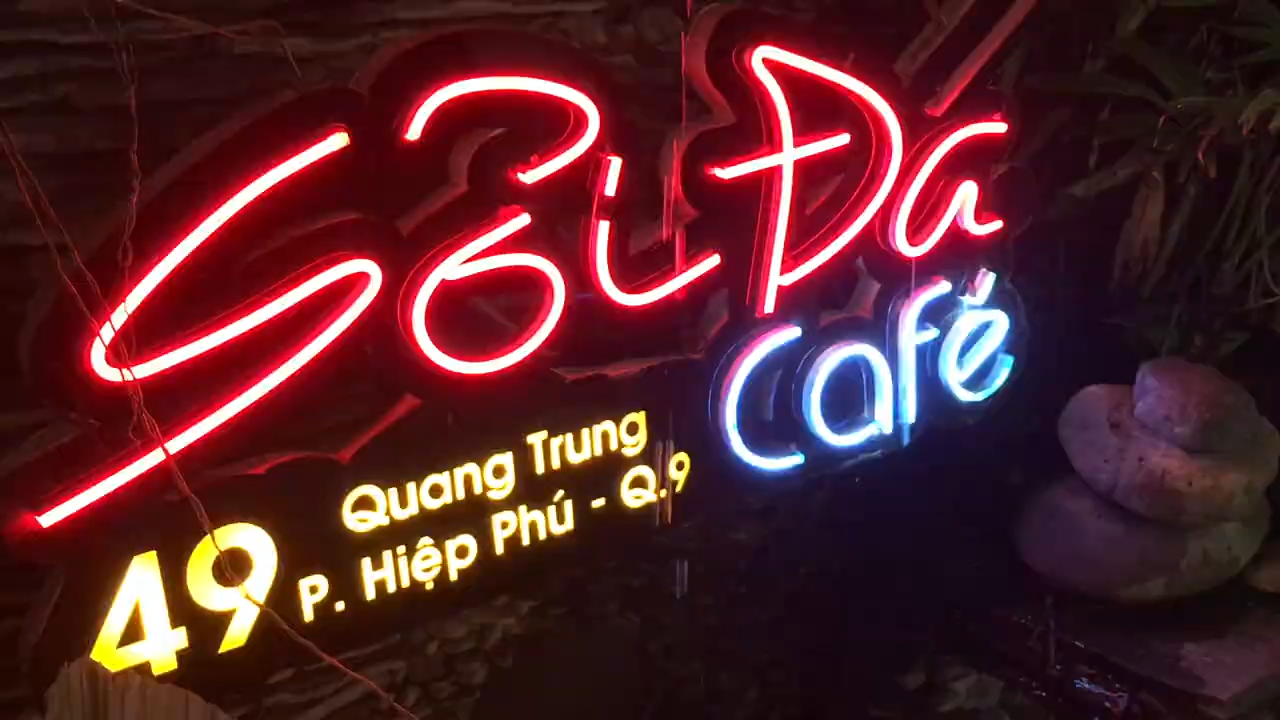 Sỏi Đá
Café
49
Quang Trung
P. Hiệp Phú - Q.9